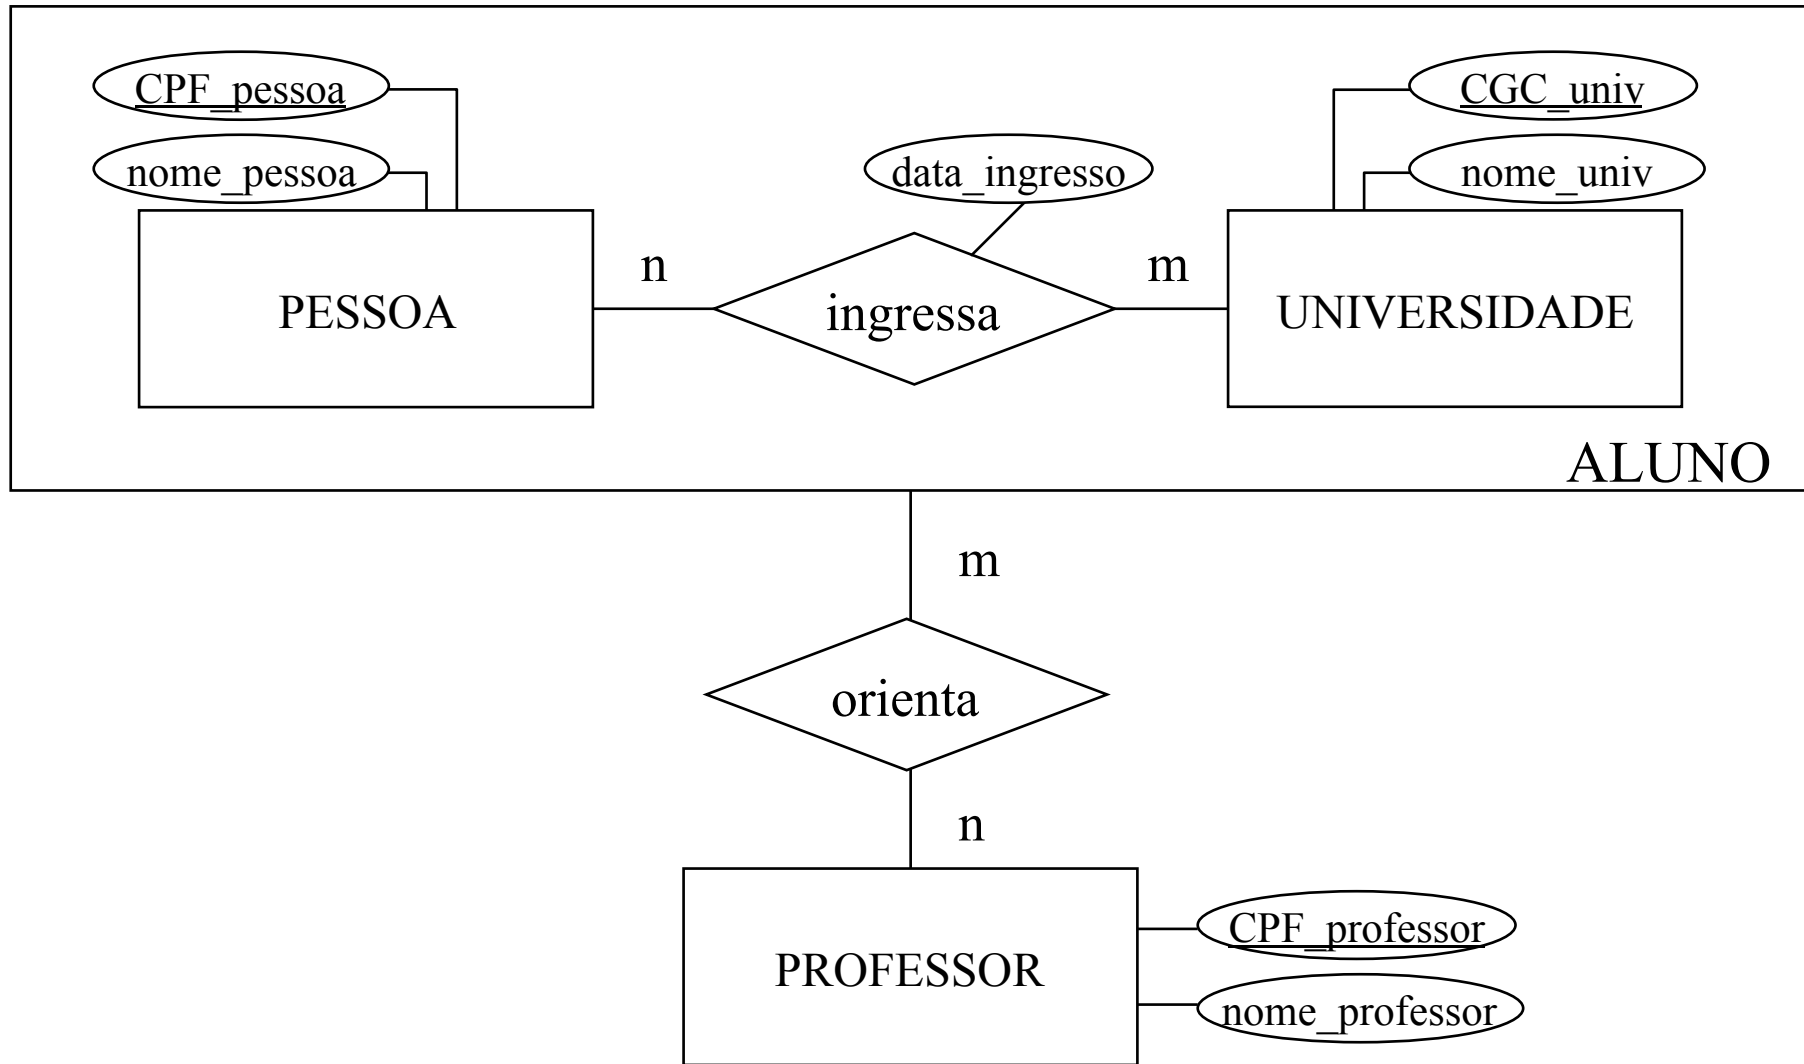 CPF_pessoa
CGC_univ
nome_pessoa
data_ingresso
nome_univ
PESSOA
n
ingressa
m
UNIVERSIDADE
ALUNO
m
orienta
n
PROFESSOR
CPF_professor
nome_professor